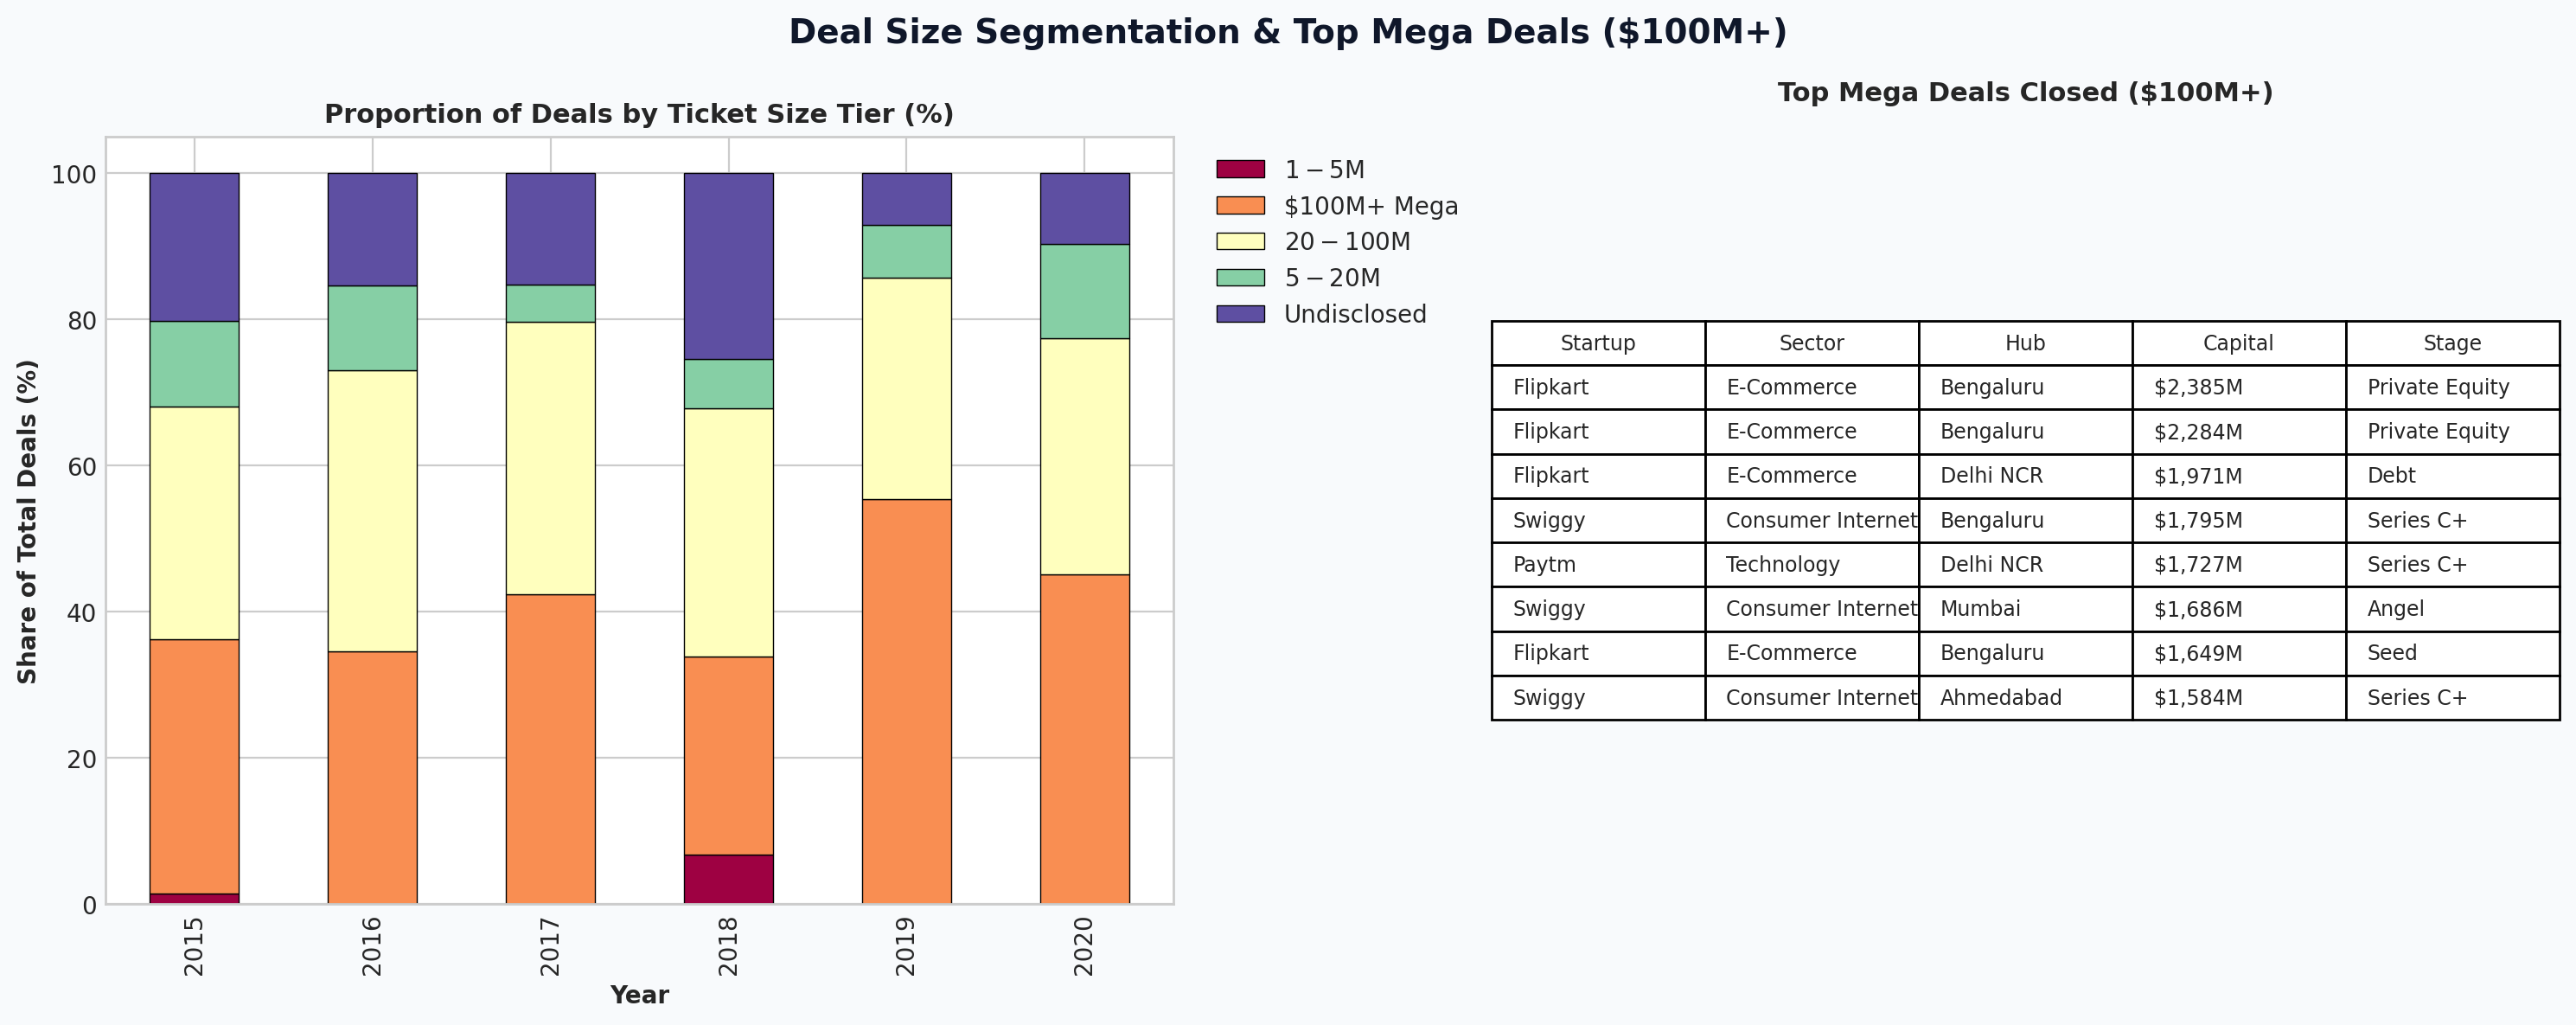 Deal Size Segmentation & Top Mega Deals ($100M+)
Proportion of Deals by Ticket Size Tier (%)
Share of Total Deals (%)
100
80
60
40
20
0
2015
2016
2017
2018
2019
2020
Year
1 − 5M
$100M+ Mega
20 − 100M
5 − 20M
Undisclosed
Top Mega Deals Closed ($100M+)
Startup Sector Hub Capital Stage
Flipkart E-Commerce Bengaluru $2,385M Private Equity
Flipkart E-Commerce Bengaluru $2,284M Private Equity
Flipkart E-Commerce Delhi NCR $1,971M Debt
Swiggy Consumer Internet Bengaluru $1,795M Series C+
Paytm Technology Delhi NCR $1,727M Series C+
Swiggy Consumer Internet Mumbai $1,686M Angel
Flipkart E-Commerce Bengaluru $1,649M Seed
Swiggy Consumer Internet Ahmedabad $1,584M Series C+